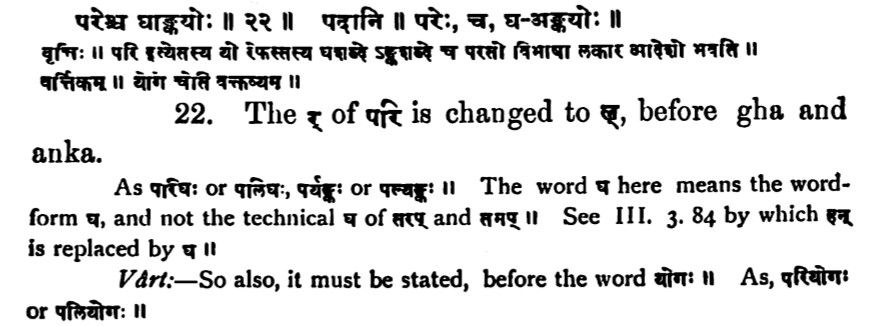 परेश्च घाङ्कयोः ॥ २२ ॥ पदानि ॥ परेः, च, घ-अङ्कयोः ॥
वृत्तिः ॥ परि इत्येतस्य यो रेफस्तस्य घशब्दे ऽङ्कशब्दे च परतो विभाषा लकार आदेशो भवति ॥
वार्त्तिकम् ॥ योगे चेति वक्तव्यम् ॥
22. The र् of परि is changed to ल्, before gha and
anka.
As परिघः or पलिघः, पर्यङ्कः or पल्यङ्कः ॥ The word घ here means the word-
form घ, and not the technical घ of तरप् and तमप् ॥ See III. 3. 84 by which हन्
is replaced by घ ॥
Vârt:—So also, it must be stated, before the word योगः ॥ As, परियोगः
or पलियोगः ॥